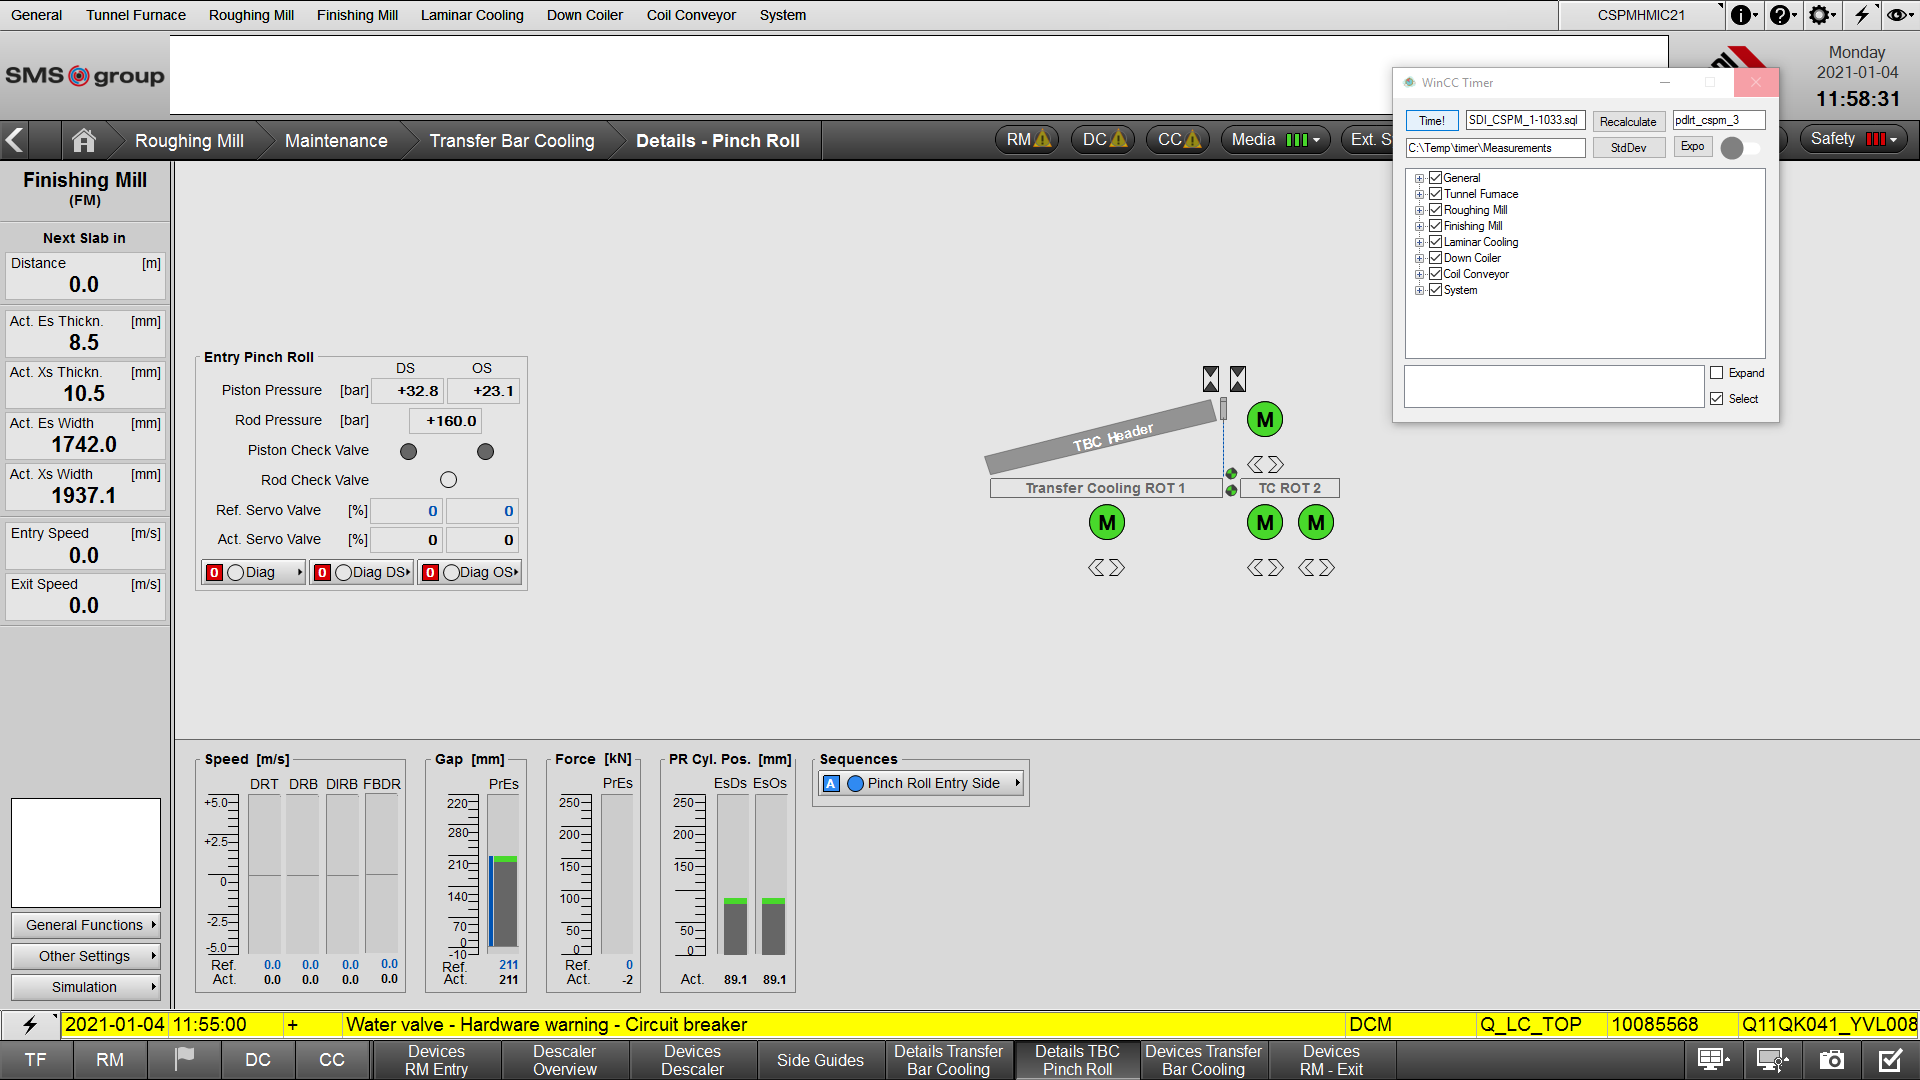 General Tunnel Furnace Roughing Mill Finishing Mill Laminar Cooling Down Coiler Coil Conveyor System CSPMHMIC21
SMS group
Monday
2021-01-04
11:58:31
Roughing Mill Maintenance Transfer Bar Cooling Details - Pinch Roll RM DC CC Media Ext. S Safety
WinCC Timer
Time! SDI_CSPM_1-1033.sql Recalculate pdlrt_cspm_3
C:\Temp\timer\Measurements StdDev Expo
General
Tunnel Furnace
Roughing Mill
Finishing Mill
Laminar Cooling
Down Coiler
Coil Conveyor
System
Expand
Select
Finishing Mill
(FM)
Next Slab in
Distance [m]
0.0
Act. Es Thickn. [mm]
8.5
Act. Xs Thickn. [mm]
10.5
Act. Es Width [mm]
1742.0
Act. Xs Width [mm]
1937.1
Entry Speed [m/s]
0.0
Exit Speed [m/s]
0.0
General Functions
Other Settings
Simulation
Entry Pinch Roll
DS OS
Piston Pressure [bar] +32.8 +23.1
Rod Pressure [bar] +160.0
Piston Check Valve
Rod Check Valve
Ref. Servo Valve [%] 0 0
Act. Servo Valve [%] 0 0
0 Diag 0 Diag DS 0 Diag OS
TBC Header
M
Transfer Cooling ROT 1 TC ROT 2
M M M
Speed [m/s]
DRT DRB DIRB FBDR
+5.0
+2.5
0
-2.5
-5.0
Ref. 0.0 0.0 0.0 0.0
Act. 0.0 0.0 0.0 0.0
Gap [mm]
PrEs
220
280
210
140
70
0
-10
Ref. 211
Act. 211
Force [kN]
PrEs
250
200
150
100
50
0
Ref. 0
Act. -2
PR Cyl. Pos. [mm]
EsDs EsOs
250
200
150
50
0
Act. 89.1 89.1
Sequences
A Pinch Roll Entry Side
2021-01-04 11:55:00 + Water valve - Hardware warning - Circuit breaker DCM Q_LC_TOP 10085568 Q11QK041_YVL008
TF RM DC CC
Devices
RM Entry
Descaler
Overview
Devices
Descaler
Side Guides
Details Transfer
Bar Cooling
Details TBC
Pinch Roll
Devices Transfer
Bar Cooling
Devices
RM - Exit